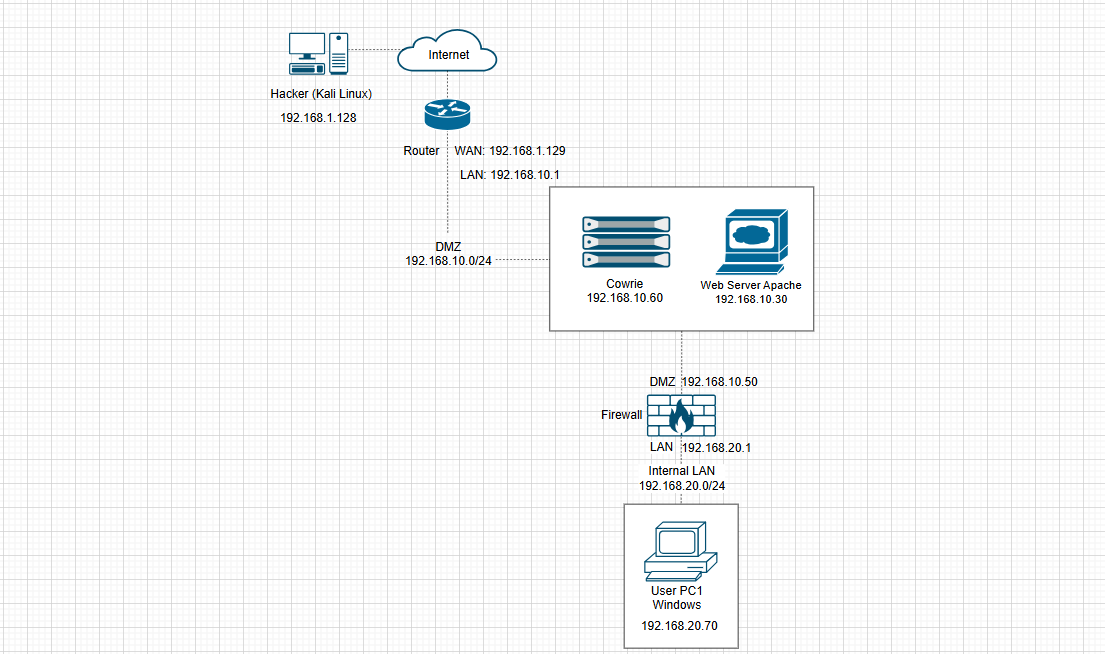 Internet
Hacker (Kali Linux)
192.168.1.128
Router WAN: 192.168.1.129
LAN: 192.168.10.1
DMZ
192.168.10.0/24
Cowrie
192.168.10.60
Web Server Apache
192.168.10.30
DMZ 192.168.10.50
Firewall
LAN 192.168.20.1
Internal LAN
192.168.20.0/24
User PC1
Windows
192.168.20.70